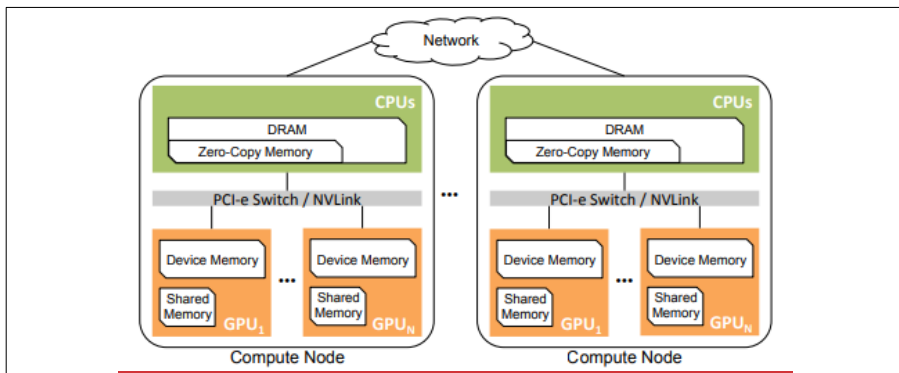 Network
CPUs
DRAM
Zero-Copy Memory
PCI-e Switch / NVLink
Device Memory
Shared
Memory
GPU1
...
Device Memory
Shared
Memory
GPUN
Compute Node
...
CPUs
DRAM
Zero-Copy Memory
PCI-e Switch / NVLink
Device Memory
Shared
Memory
GPU1
...
Device Memory
Shared
Memory
GPUN
Compute Node